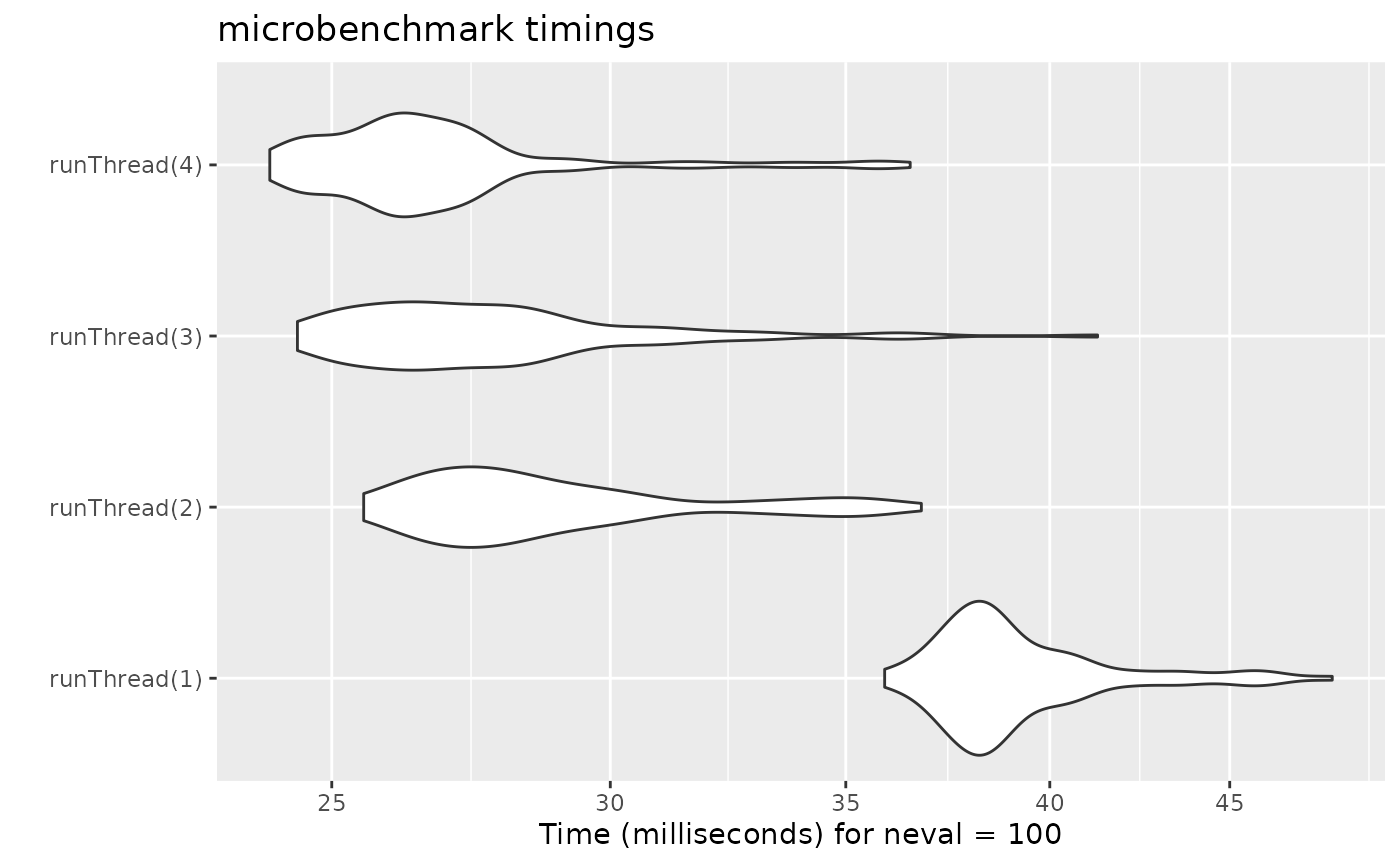 microbenchmark timings
runThread(4)
runThread(3)
runThread(2)
runThread(1)
25 30 35 40 45
Time (milliseconds) for neval = 100